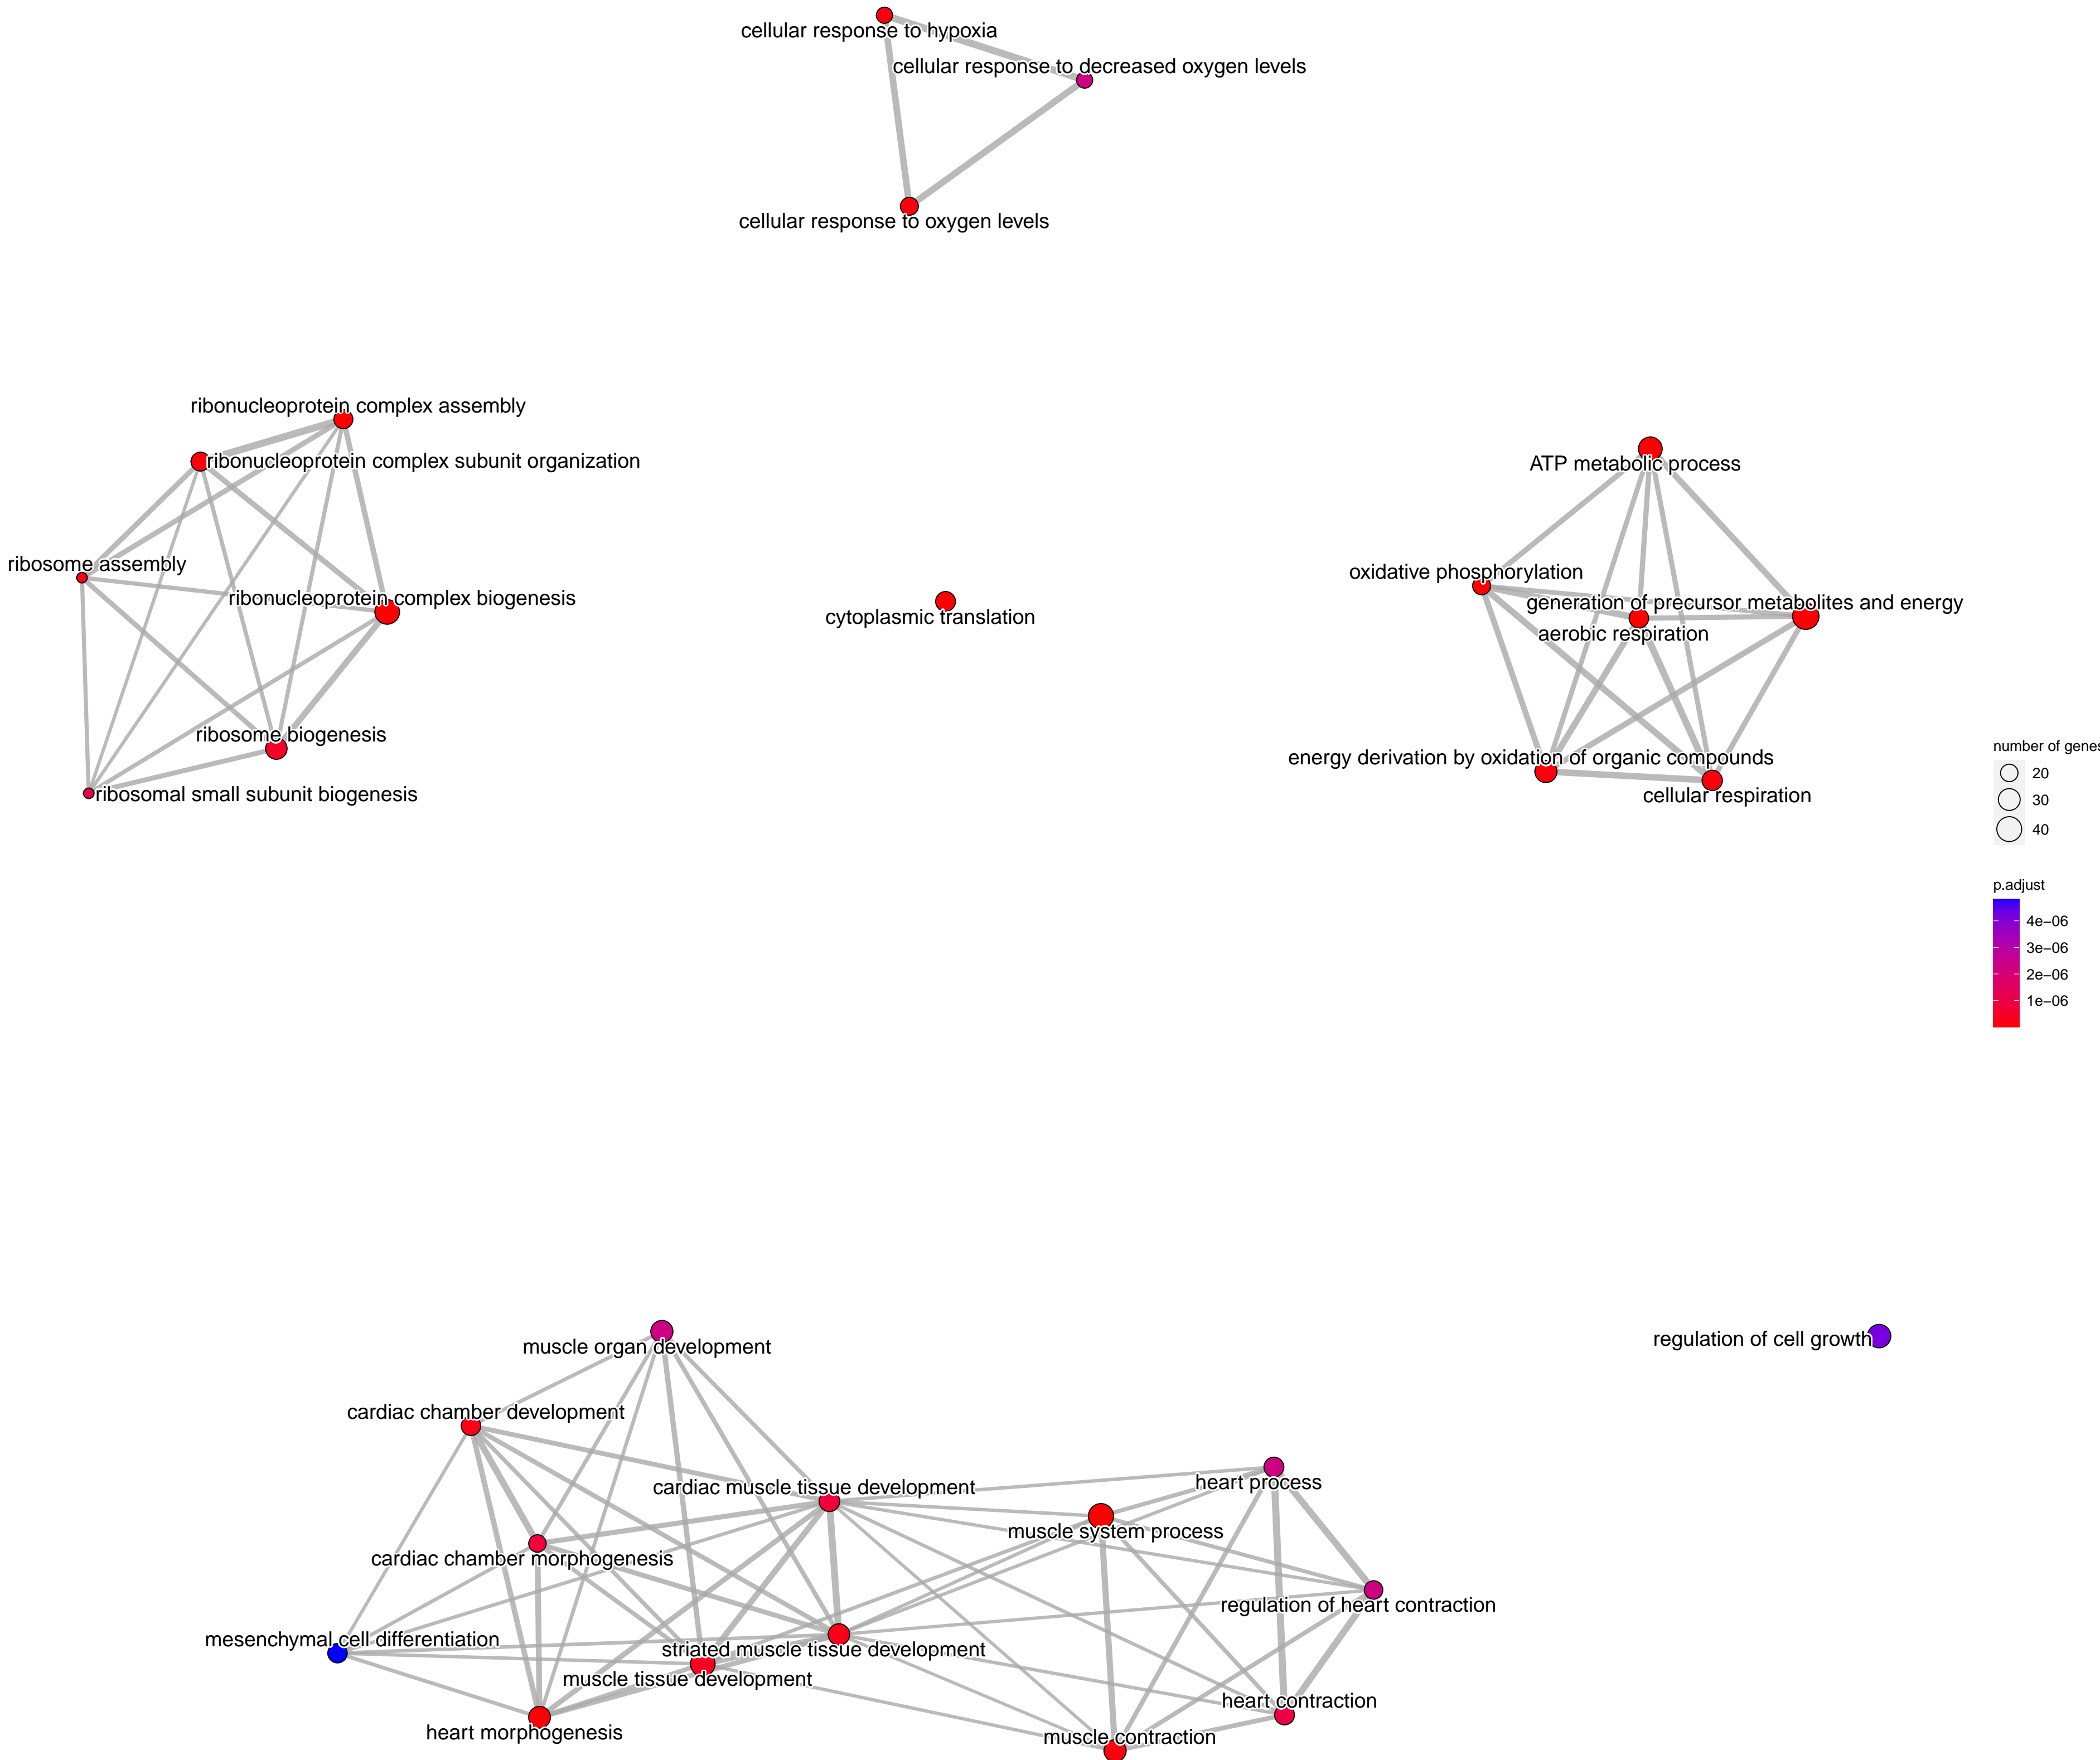 cellular response to hypoxia
cellular response to decreased oxygen levels
cellular response to oxygen levels
ribonucleoprotein complex assembly
ribonucleoprotein complex subunit organization
ribosome assembly
ribonucleoprotein complex biogenesis
ribosome biogenesis
ribosomal small subunit biogenesis
cytoplasmic translation
ATP metabolic process
oxidative phosphorylation
generation of precursor metabolites and energy
aerobic respiration
energy derivation by oxidation of organic compounds
cellular respiration
number of genes
20
30
40
p.adjust
4e−06
3e−06
2e−06
1e−06
muscle organ development
regulation of cell growth
cardiac chamber development
cardiac muscle tissue development
heart process
muscle system process
cardiac chamber morphogenesis
regulation of heart contraction
mesenchymal cell differentiation
striated muscle tissue development
muscle tissue development
heart contraction
heart morphogenesis
muscle contraction